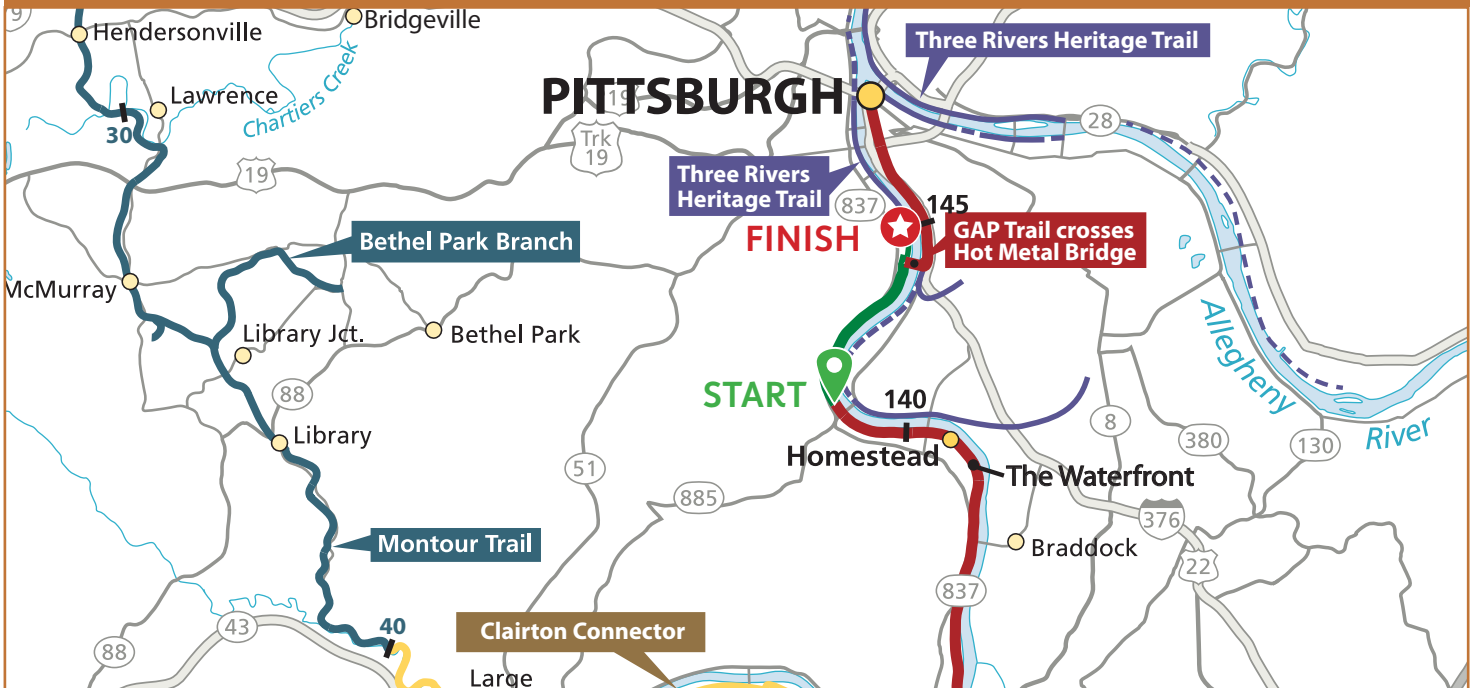 9
Hendersonville
Bridgeville
Three Rivers Heritage Trail
PITTSBURGH
19
Lawrence
Chartiers Creek
30
28
Trk
19
19
Three Rivers
Heritage Trail
837
145
FINISH
GAP Trail crosses
Hot Metal Bridge
Bethel Park Branch
McMurray
Library Jct.
Bethel Park
Allegheny
River
START
88
140
8
380
130
Library
Homestead
The Waterfront
51
885
376
Montour Trail
Braddock
22
837
43
40
Clairton Connector
88
Large